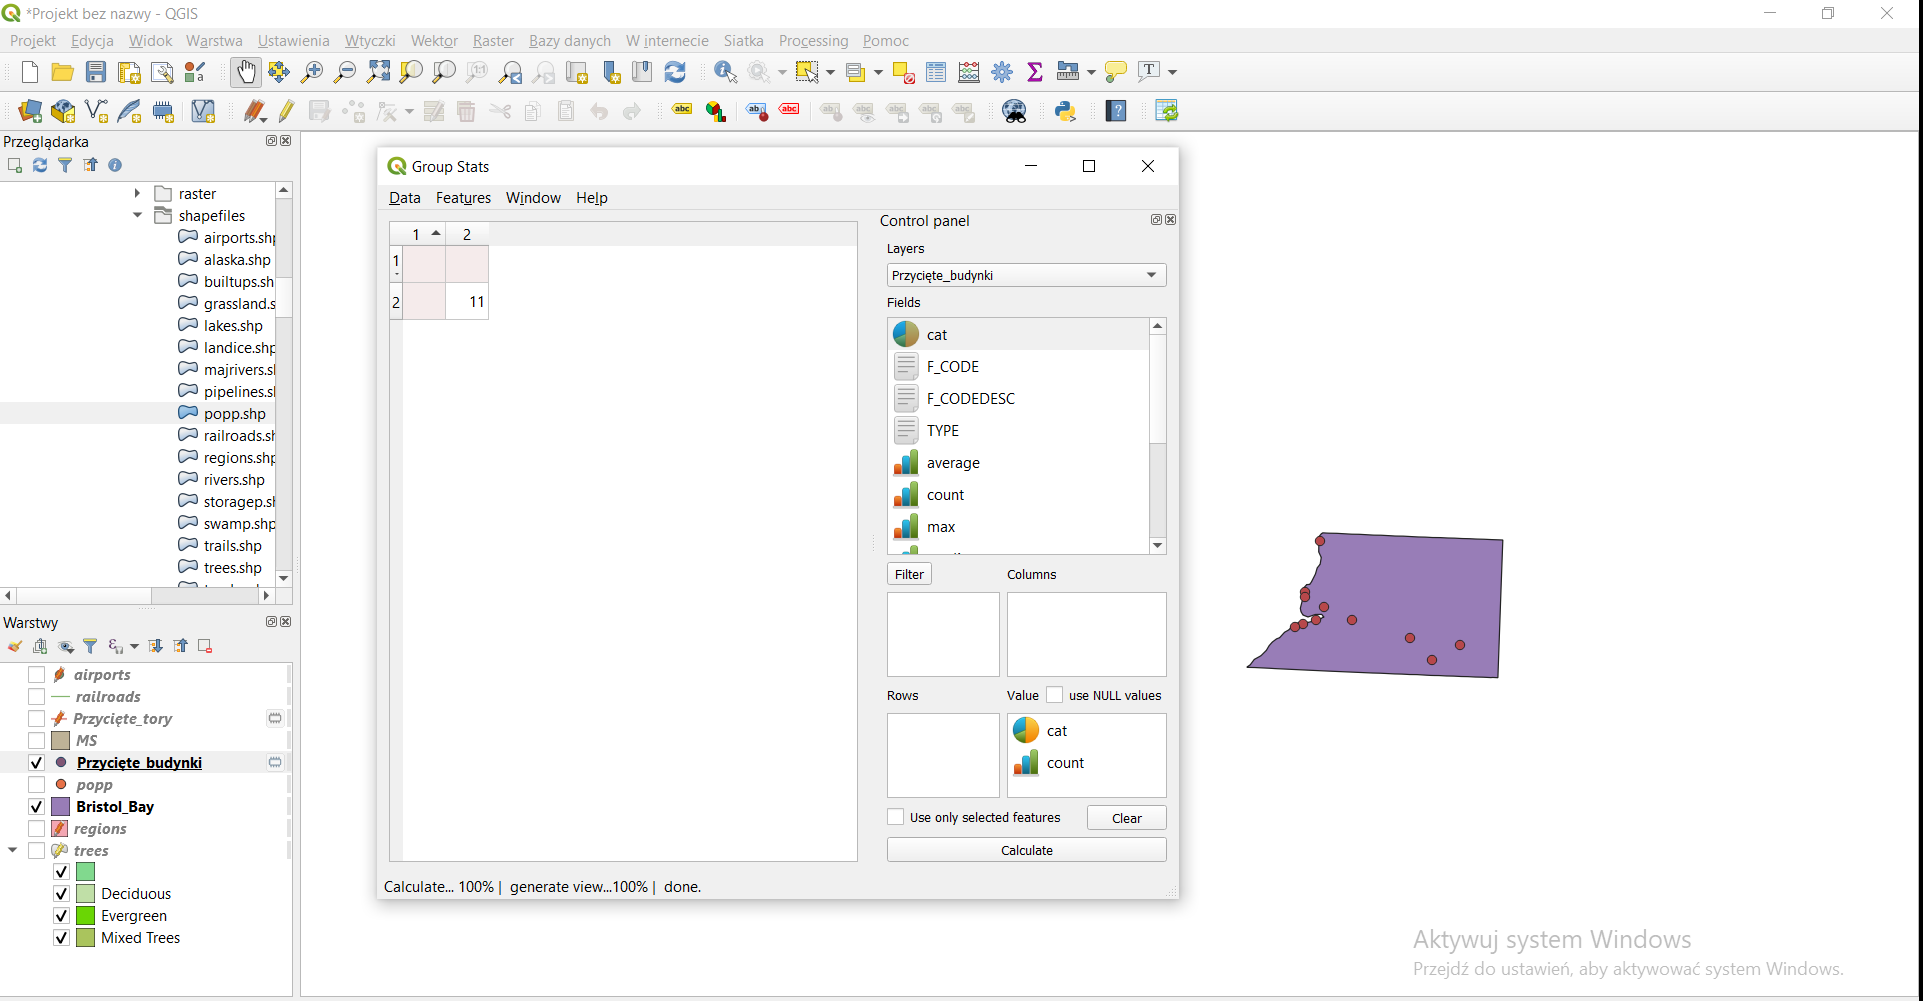 *Projekt bez nazwy - QGIS
Projekt Edycja Widok Warstwa Ustawienia Wtyczki Wektor Raster Bazy danych W internecie Siatka Processing Pomoc
Przeglądarka
raster
shapefiles
airports.shp
alaska.shp
builtups.sh
grassland.s
lakes.shp
landice.shp
majrivers.sh
pipelines.sh
popp.shp
railroads.sh
regions.shp
rivers.shp
storagep.sh
swamp.shp
trails.shp
trees.shp
Warstwy
airports
railroads
Przycięte_tory
MS
Przycięte_budynki
popp
Bristol_Bay
regions
trees
Deciduous
Evergreen
Mixed Trees
Group Stats
Data Features Window Help
1 2
1
2 11
Control panel
Layers
Przycięte_budynki
Fields
cat
F_CODE
F_CODEDESC
TYPE
average
count
max
Filter Columns
Rows Value use NULL values
cat
count
Use only selected features Clear
Calculate
Calculate... 100% | generate view...100% | done.
Aktywuj system Windows
Przejdź do ustawień, aby aktywować system Windows.